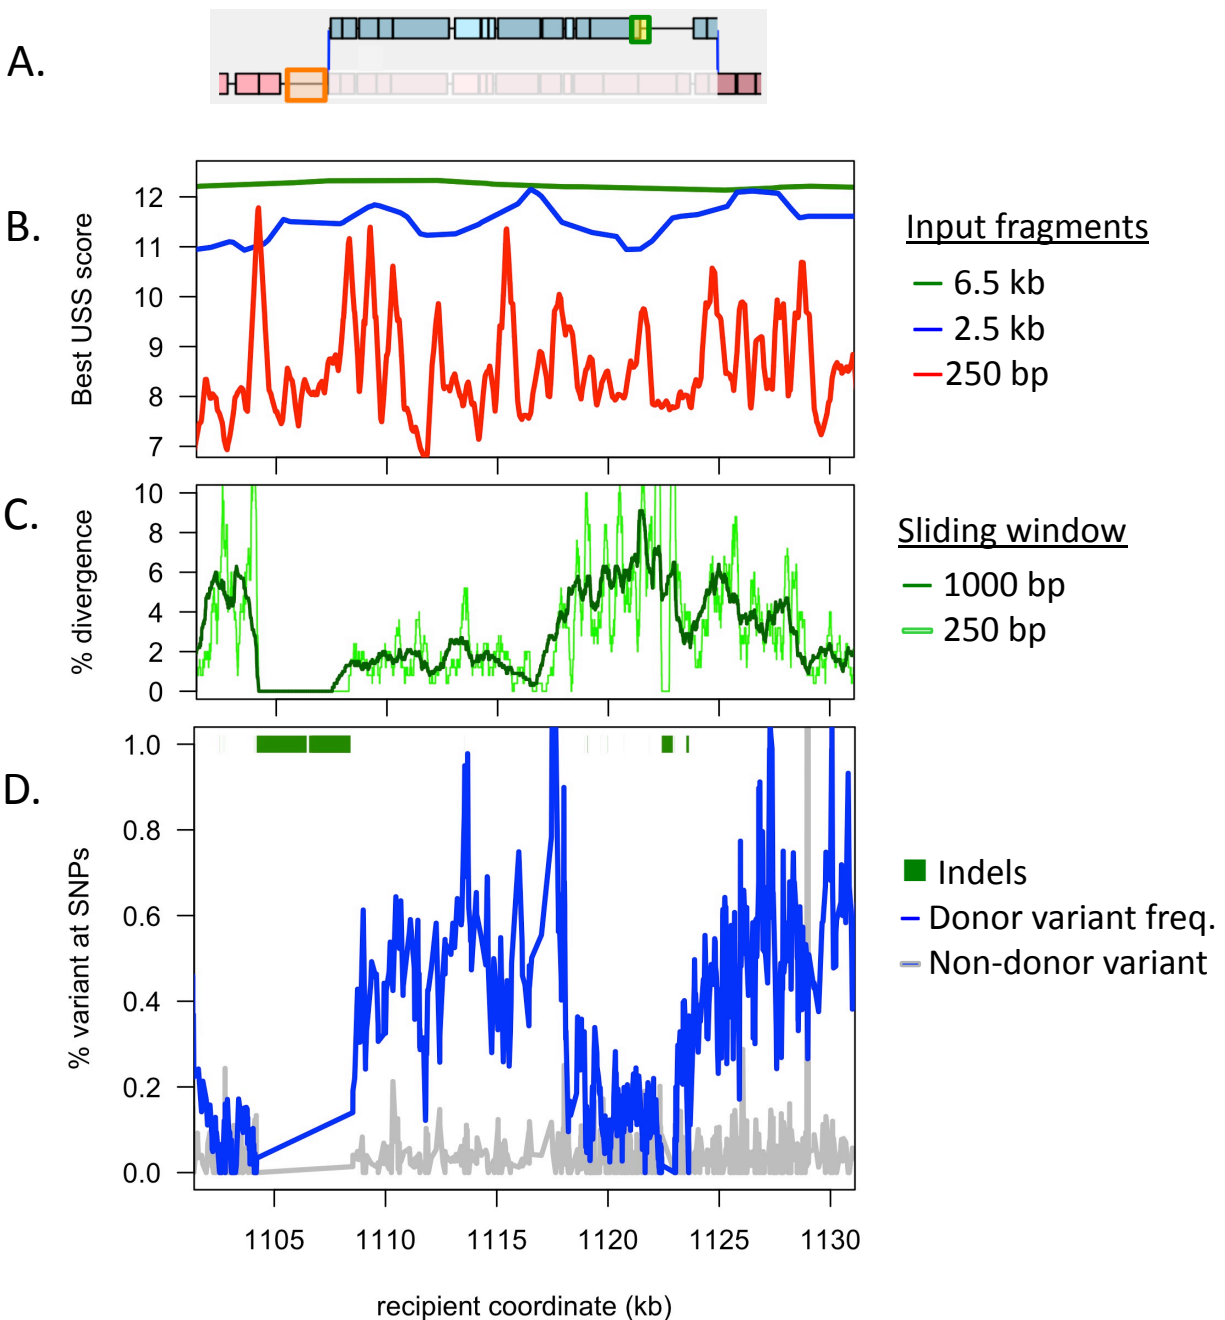 A.
B.
Best USS score
12
11
10
9
8
7
Input fragments
6.5 kb
2.5 kb
250 bp
C.
% divergence
10
8
6
4
2
0
Sliding window
1000 bp
250 bp
D.
% variant at SNPs
1.0
0.8
0.6
0.4
0.2
0.0
Indels
Donor variant freq.
Non-donor variant
1105 1110 1115 1120 1125 1130
recipient coordinate (kb)